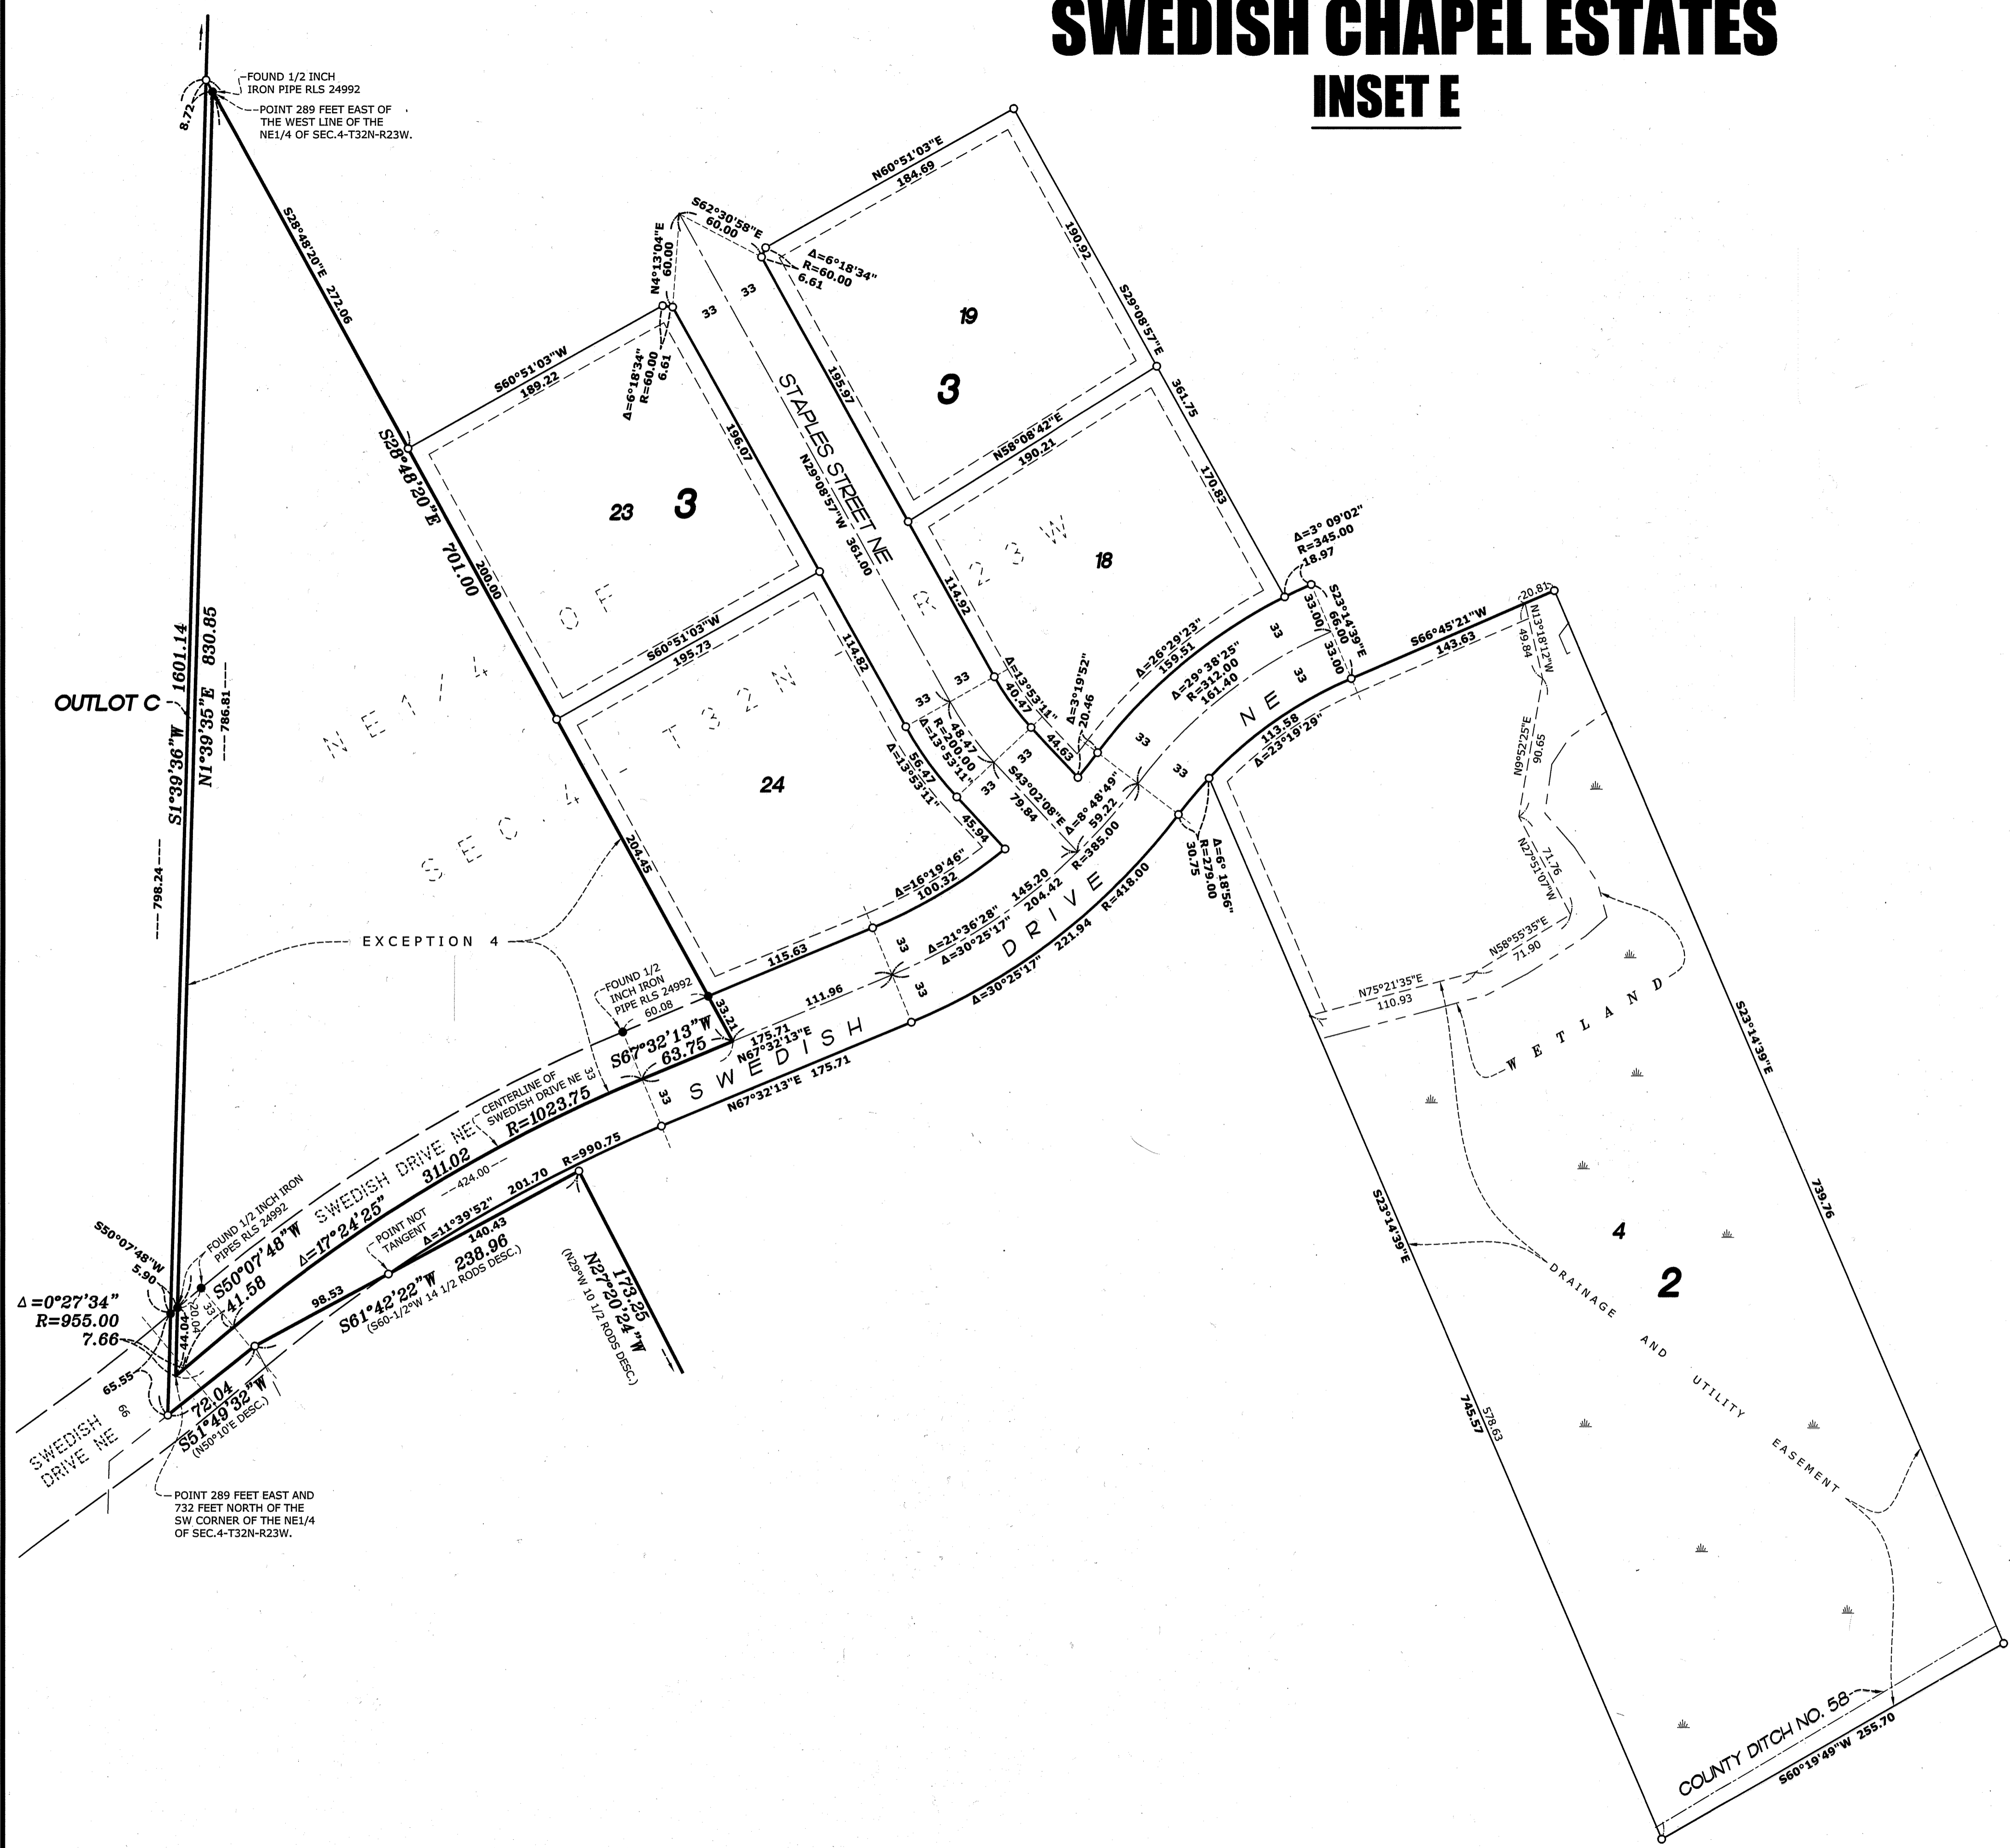 SWEDISH CHAPEL ESTATES
INSET E
FOUND 1/2 INCH
IRON PIPE RLS 24992
8.72
POINT 289 FEET EAST OF
THE WEST LINE OF THE
NE1/4 OF SEC.4-T32N-R23W.
S28°48'20"E 272.06
N60°51'03"E
184.69
S62°30'58"E
60.00
N4°13'04"E
60.00
Δ=6°18'34"
R=60.00
6.61
190.92
19
3
S29°08'57"E
361.75
195.97
N58°08'42"E
190.21
S60°51'03"W
189.22
Δ=6°18'34"
R=60.00
6.61
196.07
STAPLES STREET NE
N29°08'57"W 361.00
33
33
S28°48'20"E 701.00
200.00
23
3
NE1/4 OF
SEC. 4 - T32N - R23W
170.83
18
114.92
Δ=3° 09'02"
R=345.00
18.97
S23°14'39"E
66.00
33.00
33.00
S66°45'21"W
143.63
20.81
N13°18'12"W
49.84
N9°52'25"E
90.65
N27°51'07"W
71.76
N58°55'35"E
71.90
N75°21'35"E
110.93
S60°51'03"W
195.73
114.82
24
33
33
Δ=13°53'11"
40.47
44.63
Δ=3°19'52"
20.46
Δ=26°29'23"
159.51
Δ=29° 38'25"
R=312.00
161.40
33
33
NE
113.58
Δ=23°19'29"
48.47
R=200.00
Δ=13°53'11"
56.47
Δ=13°53'11"
33
33
S43°02'08"E
79.84
45.94
Δ=8° 48'49"
59.22
R=385.00
33
33
Δ=6° 18'56"
R=279.00
30.75
OUTLOT C
S1°39'36"W 1601.14
N1°39'35"E 830.85
786.81
798.24
204.45
Δ=16°19'46"
100.32
145.20
Δ=21°36'28"
204.42
Δ=30°25'17"
DRIVE
R=418.00
221.94
Δ=30°25'17"
EXCEPTION 4
115.63
33
33
111.96
FOUND 1/2
INCH IRON
PIPE RLS 24992
60.08
33.21
S67°32'13"W
63.75
175.71
N67°32'13"E
SWEDISH
N67°32'13"E 175.71
33
33
CENTERLINE OF
SWEDISH DRIVE NE
R=1023.75
SWEDISH DRIVE NE
311.02
424.00
Δ=17°24'25"
R=990.75
201.70
Δ=11°39'52"
140.43
POINT NOT
TANGENT
FOUND 1/2 INCH IRON
PIPES RLS 24992
S50°07'48"W
41.58
S50°07'48"W
5.90
Δ=0°27'34"
R=955.00
7.66
44.04
20.04
33
98.53
S61°42'22"W 238.96
(S60-1/2°W 14 1/2 RODS DESC.)
173.25
N27°20'24"W
(N29°W 10 1/2 RODS DESC.)
65.55
66
72.04
S51°49'32"W
(N50°10'E DESC.)
SWEDISH
DRIVE NE
POINT 289 FEET EAST AND
732 FEET NORTH OF THE
SW CORNER OF THE NE1/4
OF SEC.4-T32N-R23W.
WETLAND
S23°14'39"E
739.76
S23°14'39"E
4
2
DRAINAGE AND UTILITY EASEMENT
578.63
745.57
COUNTY DITCH NO. 58
S60°19'49"W 255.70